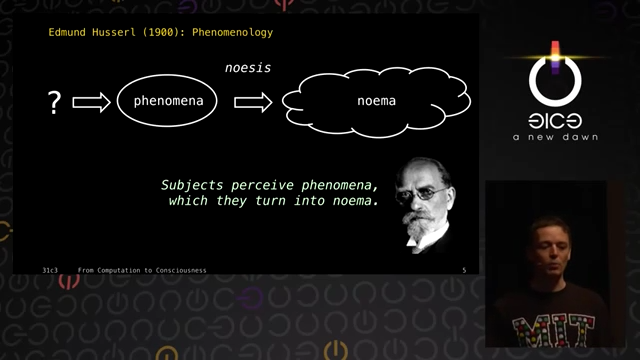 Edmund Husserl (1900): Phenomenology
noesis
?
phenomena
noema
Subjects perceive phenomena,
which they turn into noema.
31c3 From Computation to Consciousness
5
a new dawn
MIT